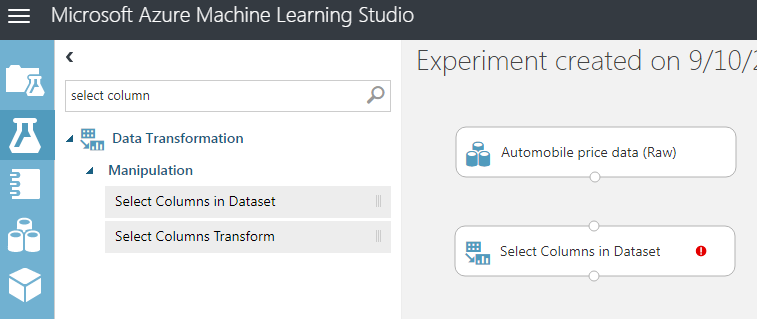 Microsoft Azure Machine Learning Studio
select column
Data Transformation
Manipulation
Select Columns in Dataset
Select Columns Transform
Experiment created on 9/10/
Automobile price data (Raw)
Select Columns in Dataset